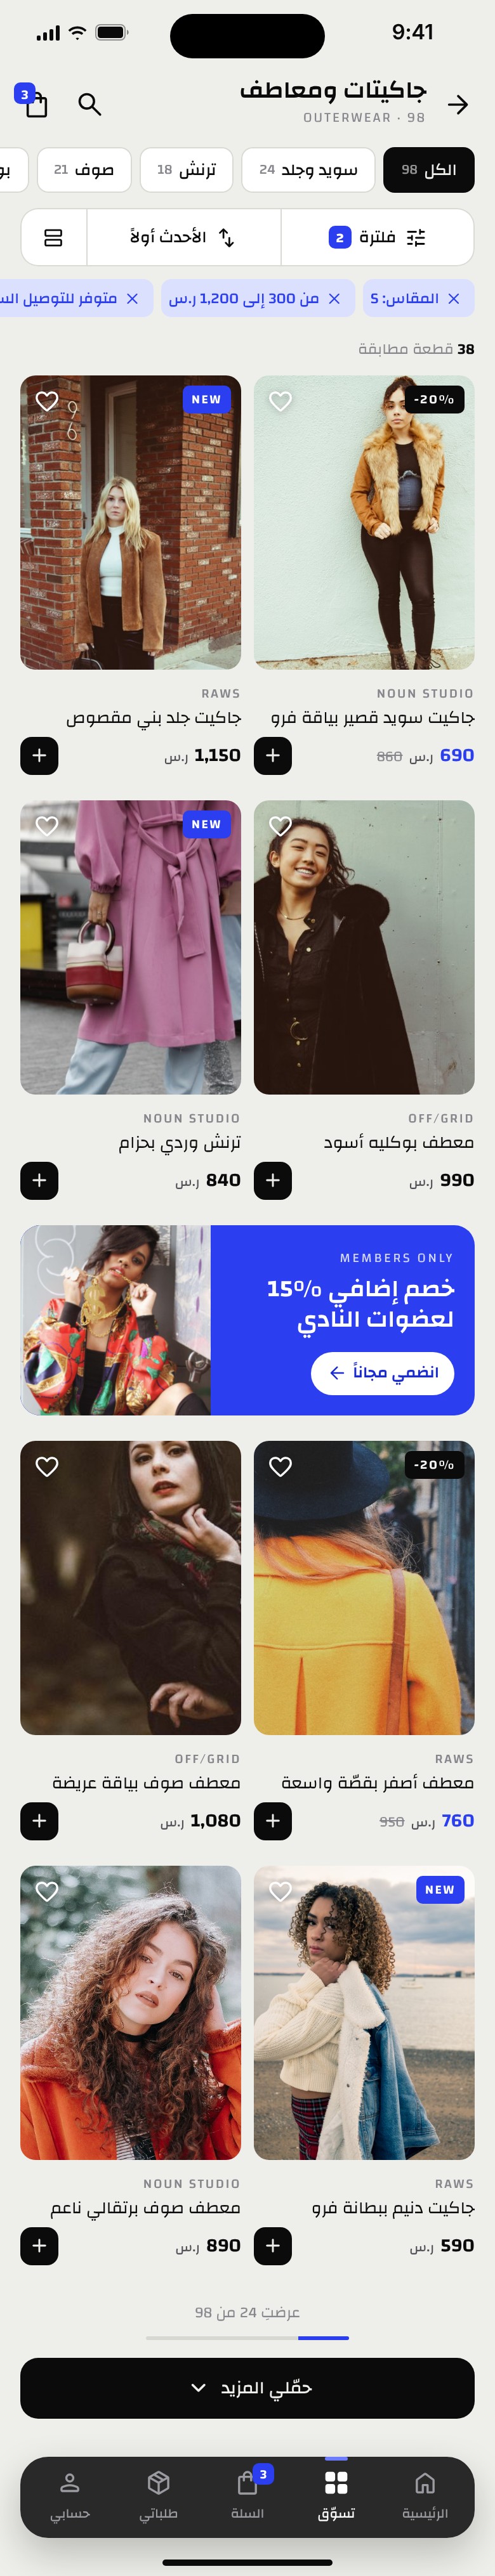 9:41
جاكيتات ومعاطف
OUTERWEAR · 98
3
الكل 98
سويد وجلد 24
ترنش 18
صوف 21
بو
فلترة 2
الأحدث أولاً
المقاس: S
من 300 إلى 1,200 ر.س
متوفر للتوصيل الس
38 قطعة مطابقة
-20%
NEW
96
NOUN STUDIO
جاكيت سويد قصير بياقة فرو
690 ر.س 860
RAWS
جاكيت جلد بني مقصوص
1,150 ر.س
NEW
OFF/GRID
معطف بوكليه أسود
990 ر.س
NOUN STUDIO
ترنش وردي بحزام
840 ر.س
MEMBERS ONLY
خصم إضافي 15%
لعضوات النادي
انضمي مجاناً
-20%
RAWS
معطف أصفر بقصّة واسعة
760 ر.س 950
OFF/GRID
معطف صوف بياقة عريضة
1,080 ر.س
NEW
RAWS
جاكيت دنيم ببطانة فرو
590 ر.س
NOUN STUDIO
معطف صوف برتقالي ناعم
890 ر.س
عرضتِ 24 من 98
حمّلي المزيد
الرئيسية
تسوّق
3
السلة
طلباتي
حسابي